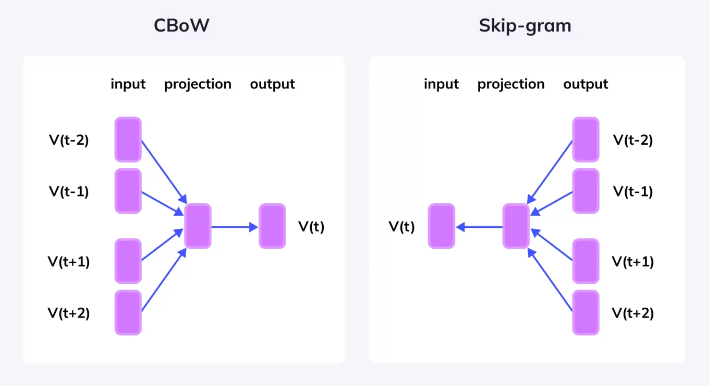 CBoW
input projection output
V(t-2)
V(t-1)
V(t)
V(t+1)
V(t+2)
Skip-gram
input projection output
V(t-2)
V(t-1)
V(t)
V(t+1)
V(t+2)